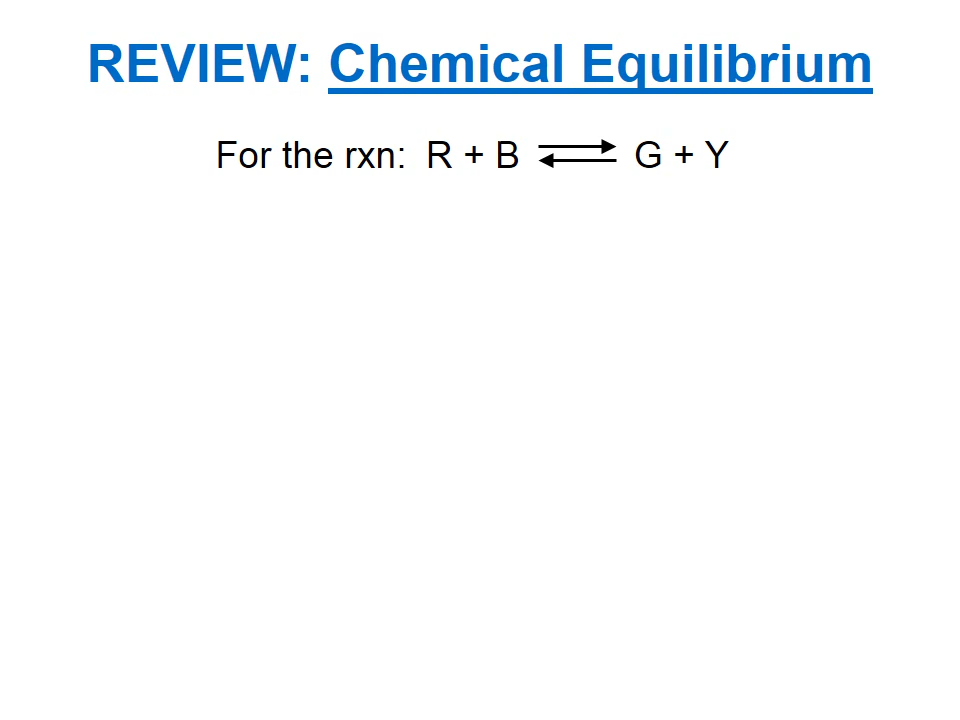 REVIEW: Chemical Equilibrium
For the rxn: R + B ⇄ G + Y